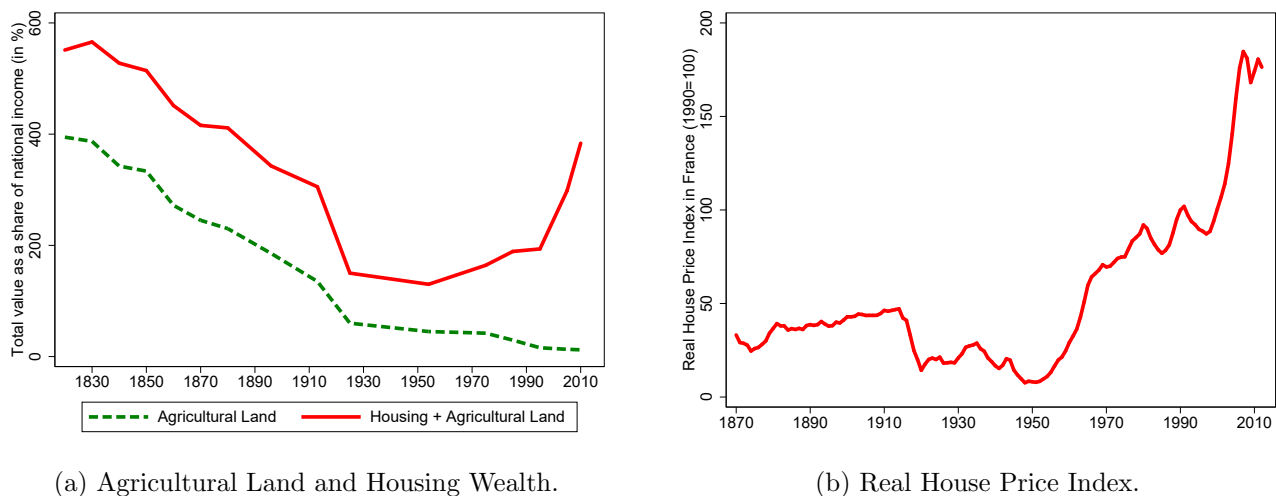 Total value as share of national income (in %)
600
400
200
0
1830 1850 1870 1890 1910 1930 1950 1970 1990 2010
Agricultural Land Housing + Agricultural Land
(a) Agricultural Land and Housing Wealth.
Real House Price Index in France (1990=100)
200
150
100
50
0
1870 1890 1910 1930 1950 1970 1990 2010
(b) Real House Price Index.